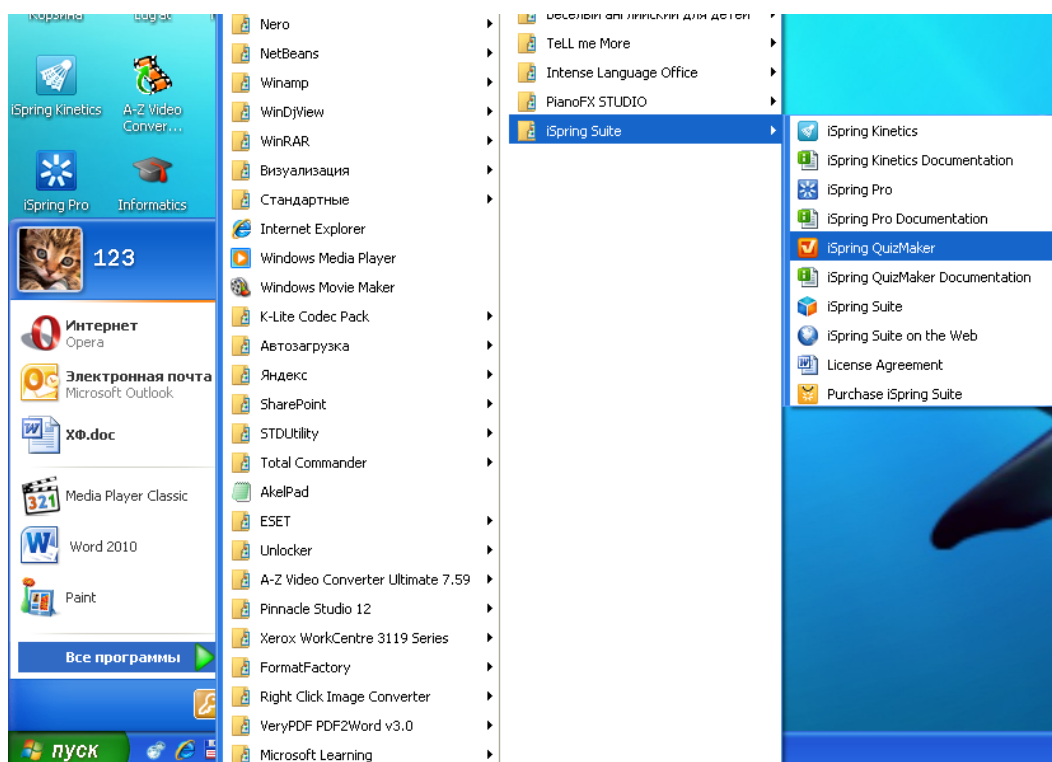 Корзина
iSpring Kinetics
A-Z Video
Conver...
iSpring Pro
Informatics
123
Интернет
Opera
Электронная почта
Microsoft Outlook
ХФ.doc
Media Player Classic
Word 2010
Paint
Все программы
пуск
Nero
NetBeans
Winamp
WinDjView
WinRAR
Визуализация
Стандартные
Internet Explorer
Windows Media Player
Windows Movie Maker
K-Lite Codec Pack
Автозагрузка
Яндекс
SharePoint
STDUtility
Total Commander
AkelPad
ESET
Unlocker
A-Z Video Converter Ultimate 7.59
Pinnacle Studio 12
Xerox WorkCentre 3119 Series
FormatFactory
Right Click Image Converter
VeryPDF PDF2Word v3.0
Microsoft Learning
Веселый английский для детей
TeLL me More
Intense Language Office
PianoFX STUDIO
iSpring Suite
iSpring Kinetics
iSpring Kinetics Documentation
iSpring Pro
iSpring Pro Documentation
iSpring QuizMaker
iSpring QuizMaker Documentation
iSpring Suite
iSpring Suite on the Web
License Agreement
Purchase iSpring Suite